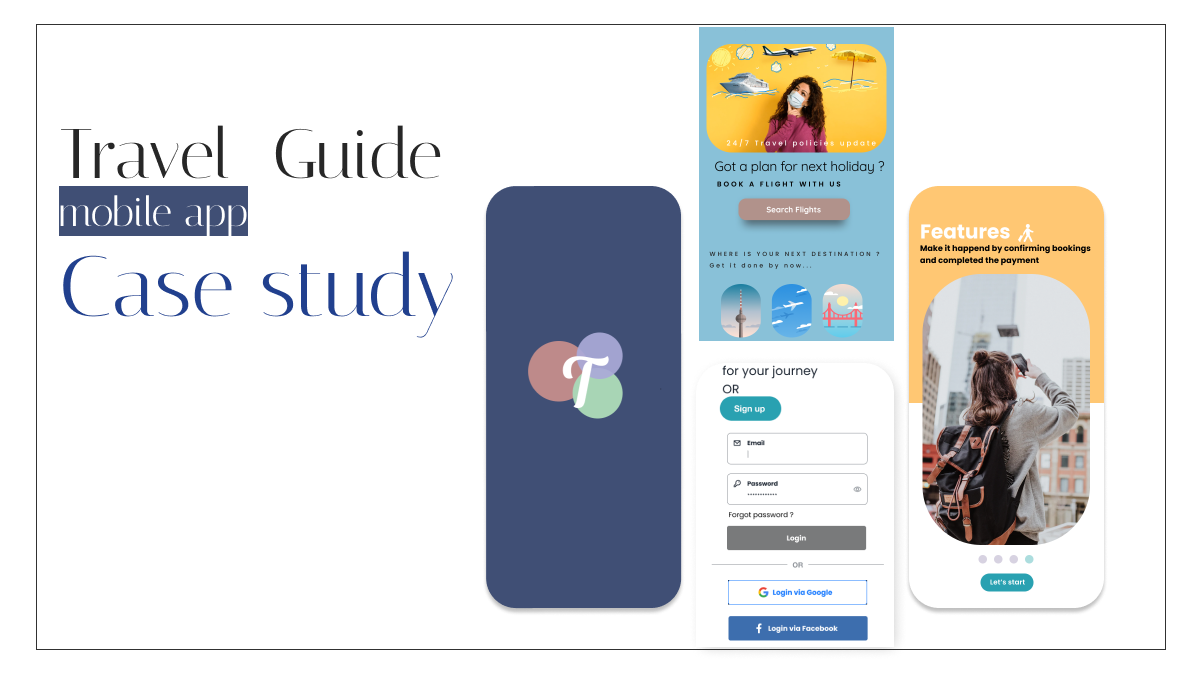 Travel Guide
mobile app
Case study
T
24/7 Travel policies update
Got a plan for next holiday ?
BOOK A FLIGHT WITH US
Search Flights
WHERE IS YOUR NEXT DESTINATION ?
Get it done by now...
for your journey
OR
Sign up
Email
Password
Forgot password ?
Login
OR
Login via Google
Login via Facebook
Features
Make it happend by confirming bookings
and completed the payment
Let's start